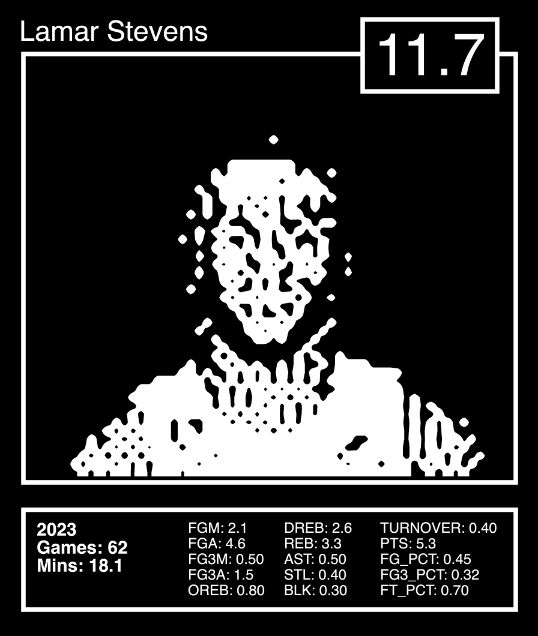 Lamar Stevens
11.7
2023
Games: 62
Mins: 18.1
FGM: 2.1
FGA: 4.6
FG3M: 0.50
FG3A: 1.5
OREB: 0.80
DREB: 2.6
REB: 3.3
AST: 0.50
STL: 0.40
BLK: 0.30
TURNOVER: 0.40
PTS: 5.3
FG_PCT: 0.45
FG3_PCT: 0.32
FT_PCT: 0.70